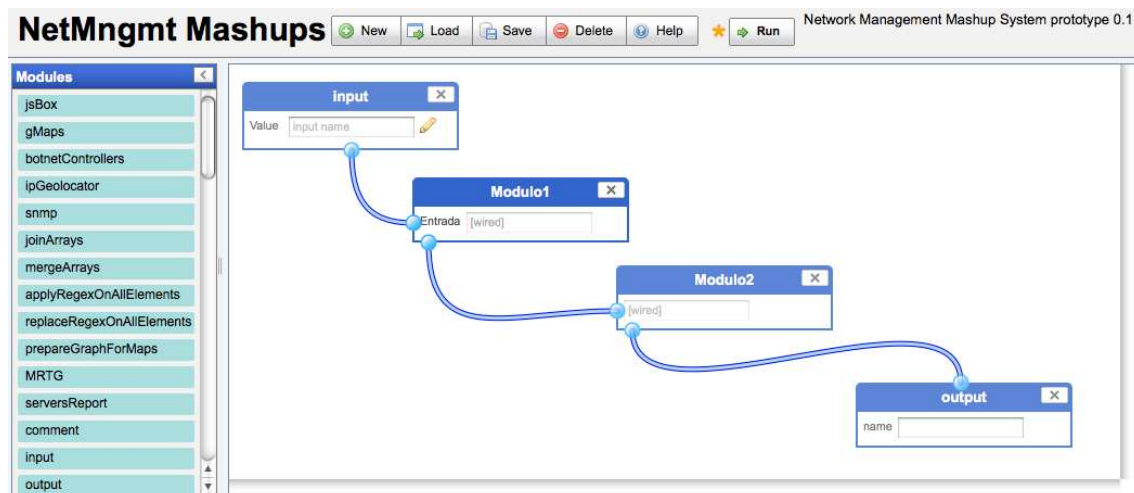 NetMngmt Mashups
New
Load
Save
Delete
Help
Run
Network Management Mashup System prototype 0.1
Modules
jsBox
gMaps
botnetControllers
ipGeolocator
snmp
joinArrays
mergeArrays
applyRegexOnAllElements
replaceRegexOnAllElements
prepareGraphForMaps
MRTG
serversReport
comment
input
output
input
Value input name
Modulo1
Entrada [wired]
Modulo2
[wired]
output
name